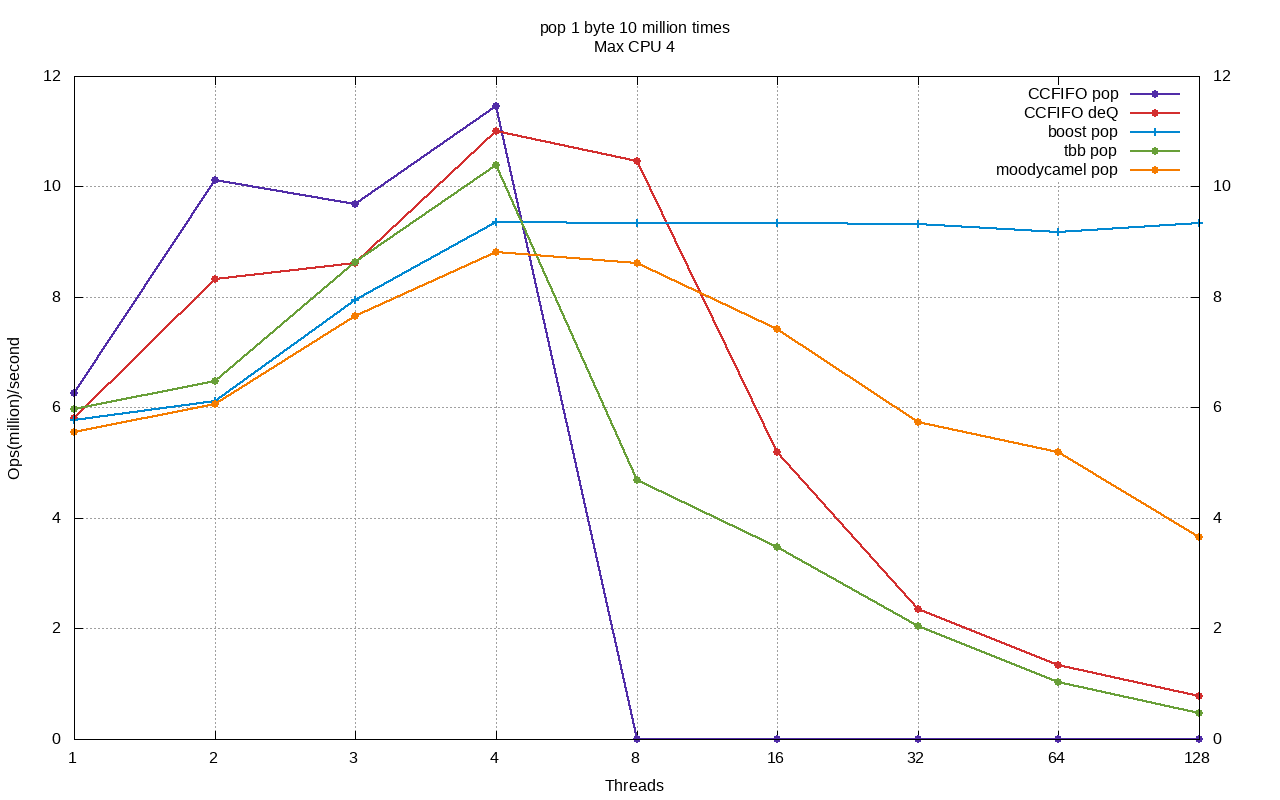 pop 1 byte 10 million times
Max CPU 4
12 12
CCFIFO pop
CCFIFO deQ
boost pop
tbb pop
moodycamel pop
10 10
8 8
6 6
4 4
2 2
0 0
Ops(million)/second
1 2 3 4 8 16 32 64 128
Threads